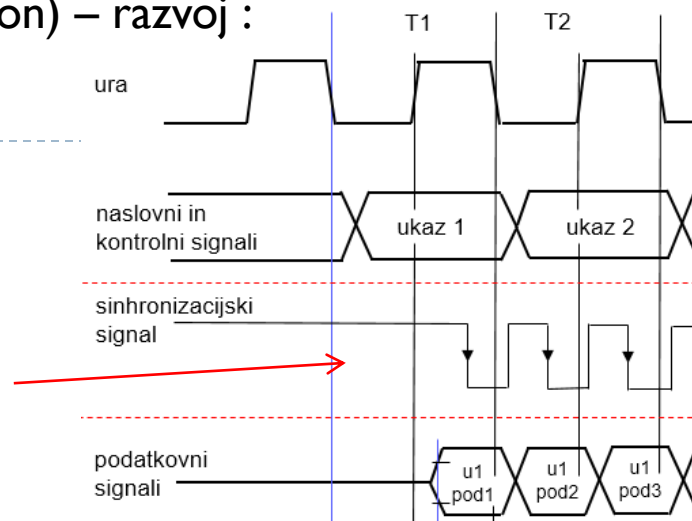 on) – razvoj :
T1 T2
ura
naslovni in
kontrolni signali
ukaz 1 ukaz 2
sinhronizacijski
signal
podatkovni
signali
u1 u1 u1
pod1 pod2 pod3